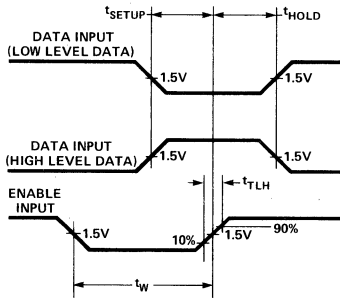 tSETUP
tHOLD
DATA INPUT
(LOW LEVEL DATA)
1.5V
1.5V
DATA INPUT
(HIGH LEVEL DATA)
1.5V
1.5V
tTLH
ENABLE
INPUT
1.5V
10%
1.5V
90%
tW